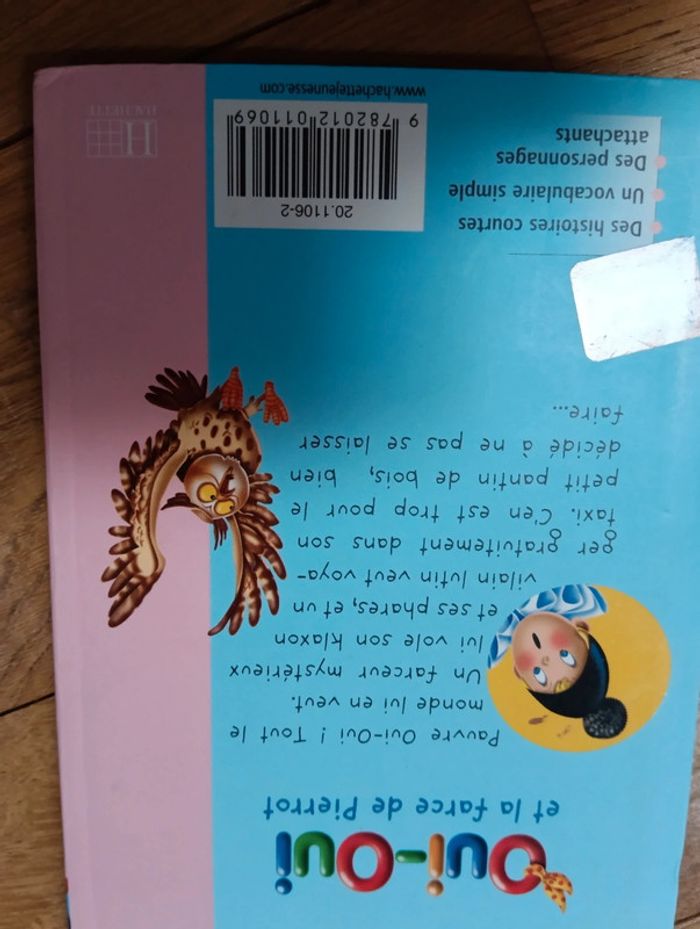 Oui-Oui
et la farce de Pierrot
Pauvre Oui-Oui ! Tout le
monde lui en veut.
Un farceur mystérieux
lui vole son klaxon
et ses phares, et un
vilain lutin veut voya-
ger gratuitement dans son
taxi. C'en est trop pour le
petit pantin de bois, bien
décidé à ne pas se laisser
faire...
Des histoires courtes
Un vocabulaire simple
Des personnages
attachants
20.1106-2
9 782012 011069
www.hachettejeunesse.com
H
HACHETTE